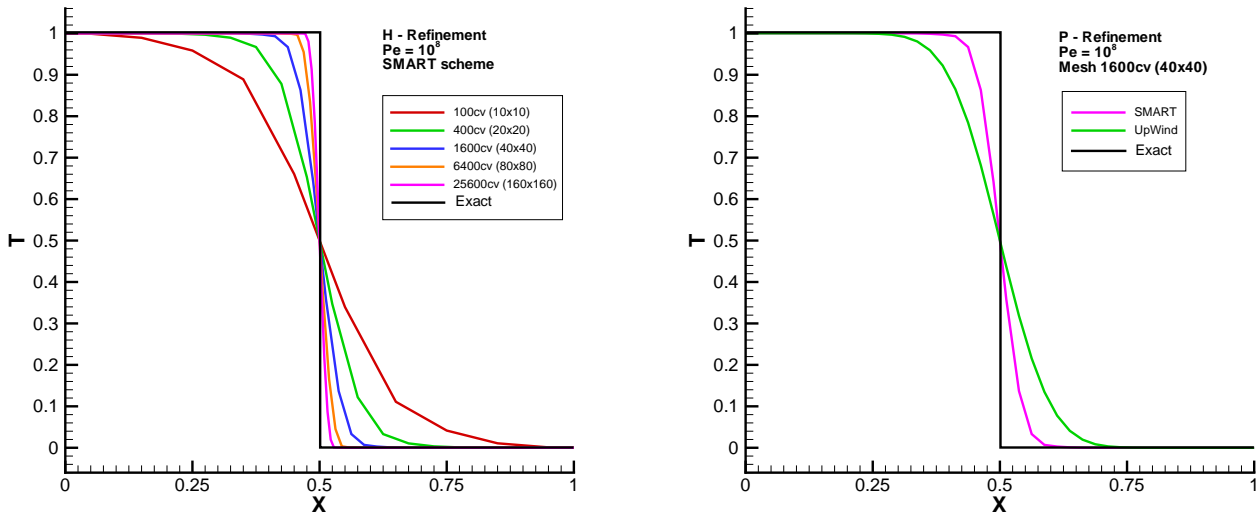 H - Refinement
Pe = 10⁸
SMART scheme
100cv (10x10)
400cv (20x20)
1600cv (40x40)
6400cv (80x80)
25600cv (160x160)
Exact
1
0.9
0.8
0.7
0.6
0.5
0.4
0.3
0.2
0.1
0
T
0 0.25 0.5 0.75 1
X
P - Refinement
Pe = 10⁸
Mesh 1600cv (40x40)
SMART
UpWind
Exact
1
0.9
0.8
0.7
0.6
0.5
0.4
0.3
0.2
0.1
0
T
0 0.25 0.5 0.75 1
X